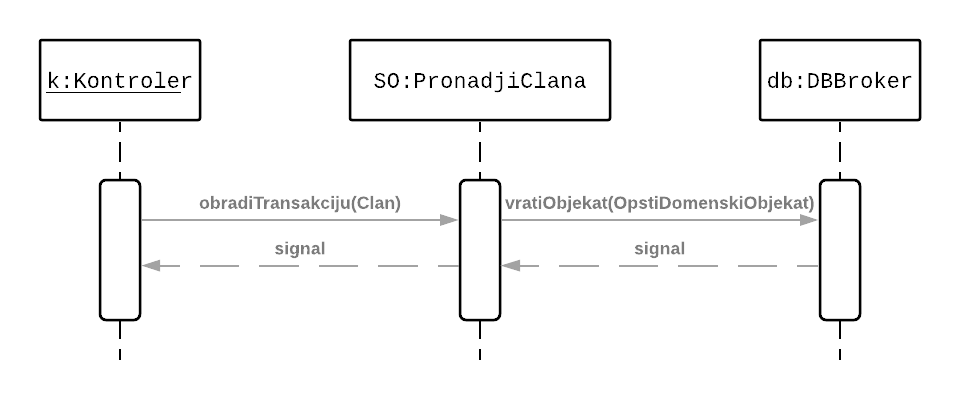 k:Kontroler
SO:PronadjiClana
db:DBBroker
obradiTransakciju(Clan)
vratiObjekat(OpstiDomenskiObjekat)
signal
signal